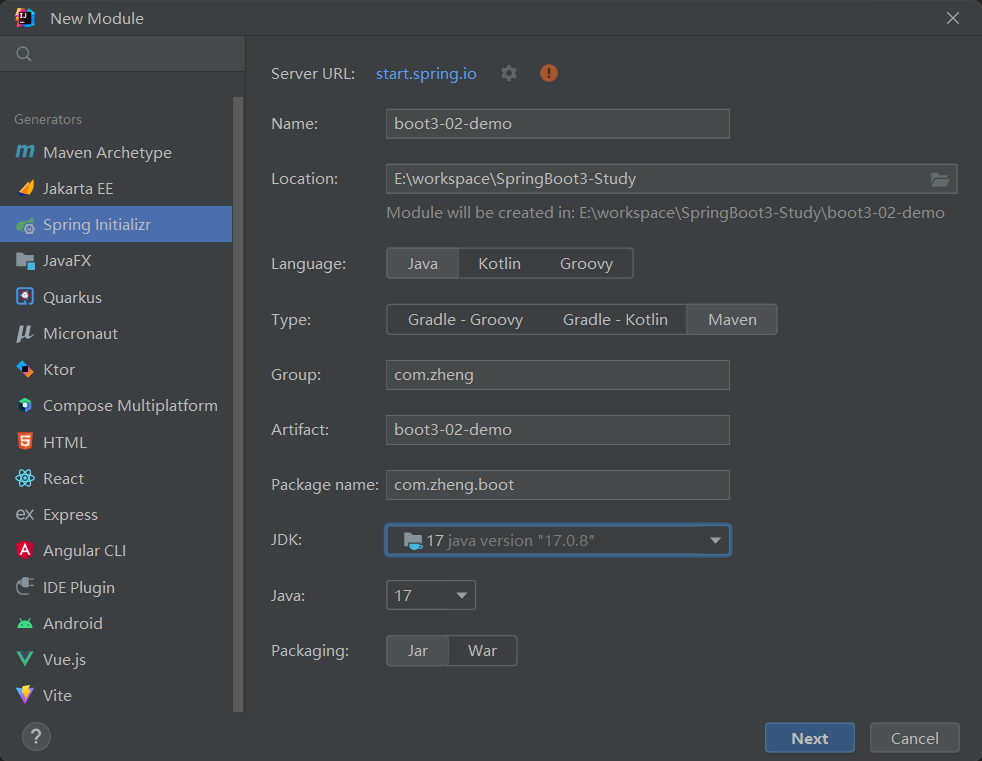 New Module
Generators
Maven Archetype
Jakarta EE
Spring Initializr
JavaFX
Quarkus
Micronaut
Ktor
Compose Multiplatform
HTML
React
Express
Angular CLI
IDE Plugin
Android
Vue.js
Vite
Server URL: start.spring.io
Name: boot3-02-demo
Location: E:\workspace\SpringBoot3-Study
Module will be created in: E:\workspace\SpringBoot3-Study\boot3-02-demo
Language: Java Kotlin Groovy
Type: Gradle - Groovy Gradle - Kotlin Maven
Group: com.zheng
Artifact: boot3-02-demo
Package name: com.zheng.boot
JDK: 17 java version "17.0.8"
Java: 17
Packaging: Jar War
? Next Cancel